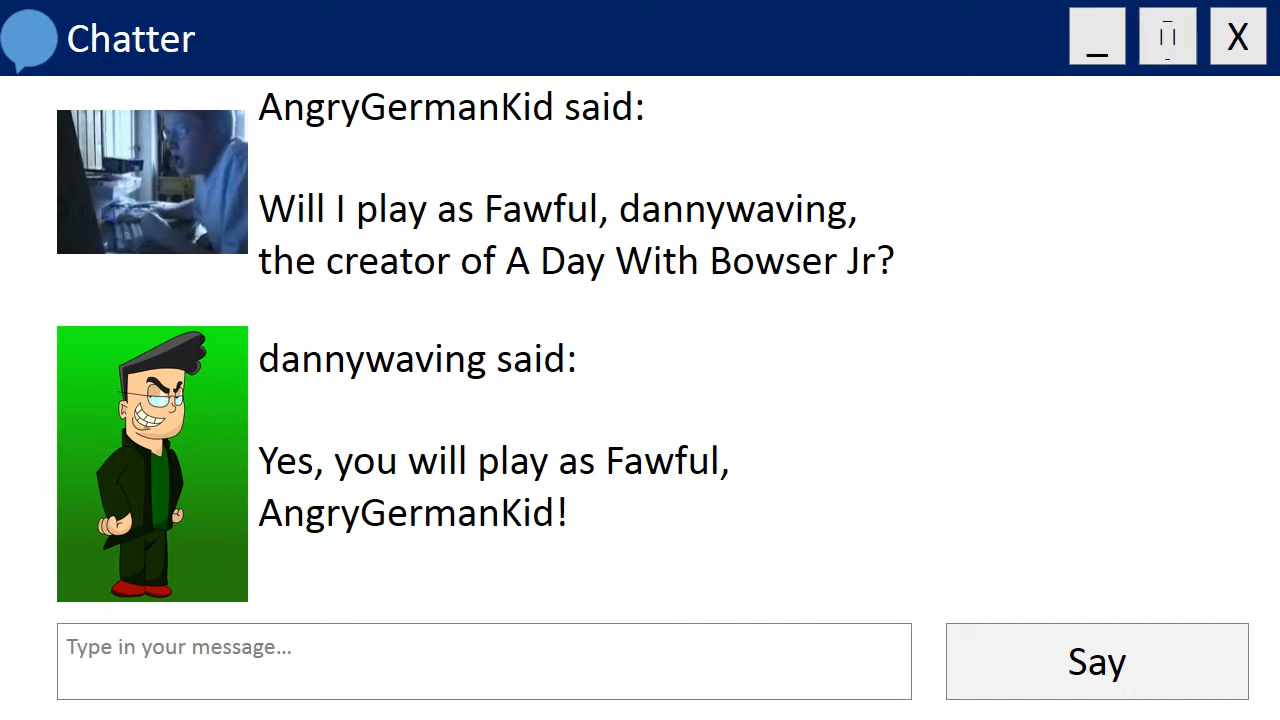 Chatter
_
X
AngryGermanKid said:
Will I play as Fawful, dannywaving,
the creator of A Day With Bowser Jr?
dannywaving said:
Yes, you will play as Fawful,
AngryGermanKid!
Type in your message...
Say